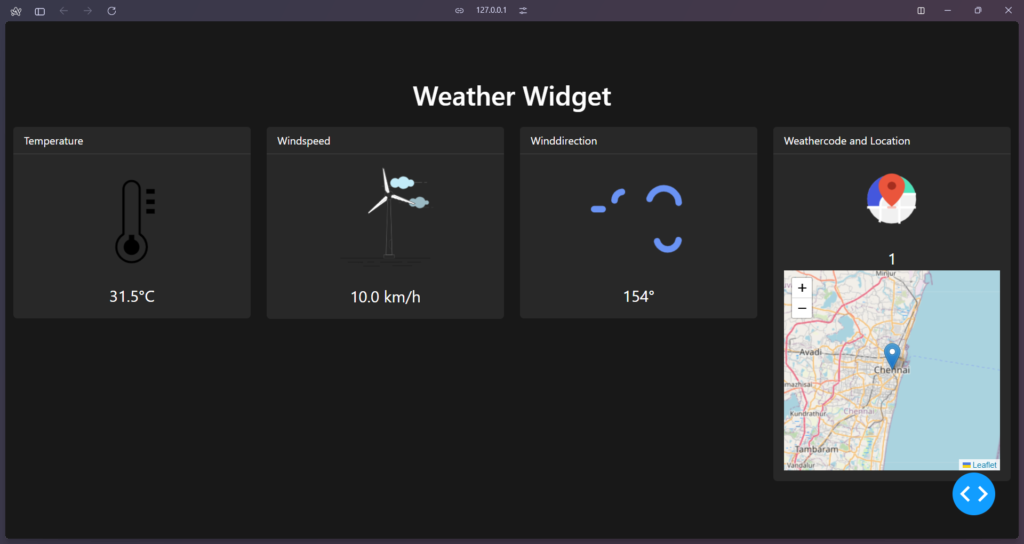 127.0.0.1
Weather Widget
Temperature
31.5°C
Windspeed
10.0 km/h
Winddirection
154°
Weathercode and Location
1
+
−
Minjur
Avadi
Chennai
Kundrathur
Chennai
Tambaram
Vandalur
Leaflet